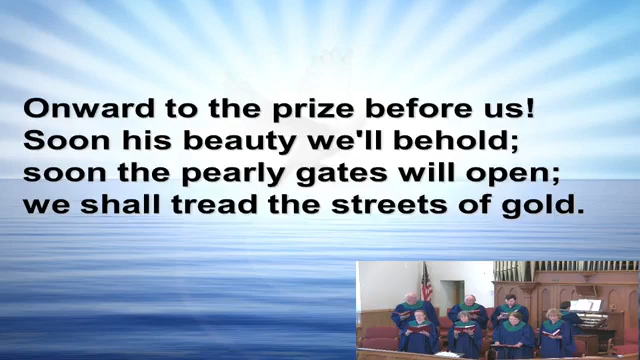 Onward to the prize before us!
Soon his beauty we'll behold;
soon the pearly gates will open;
we shall tread the streets of gold.